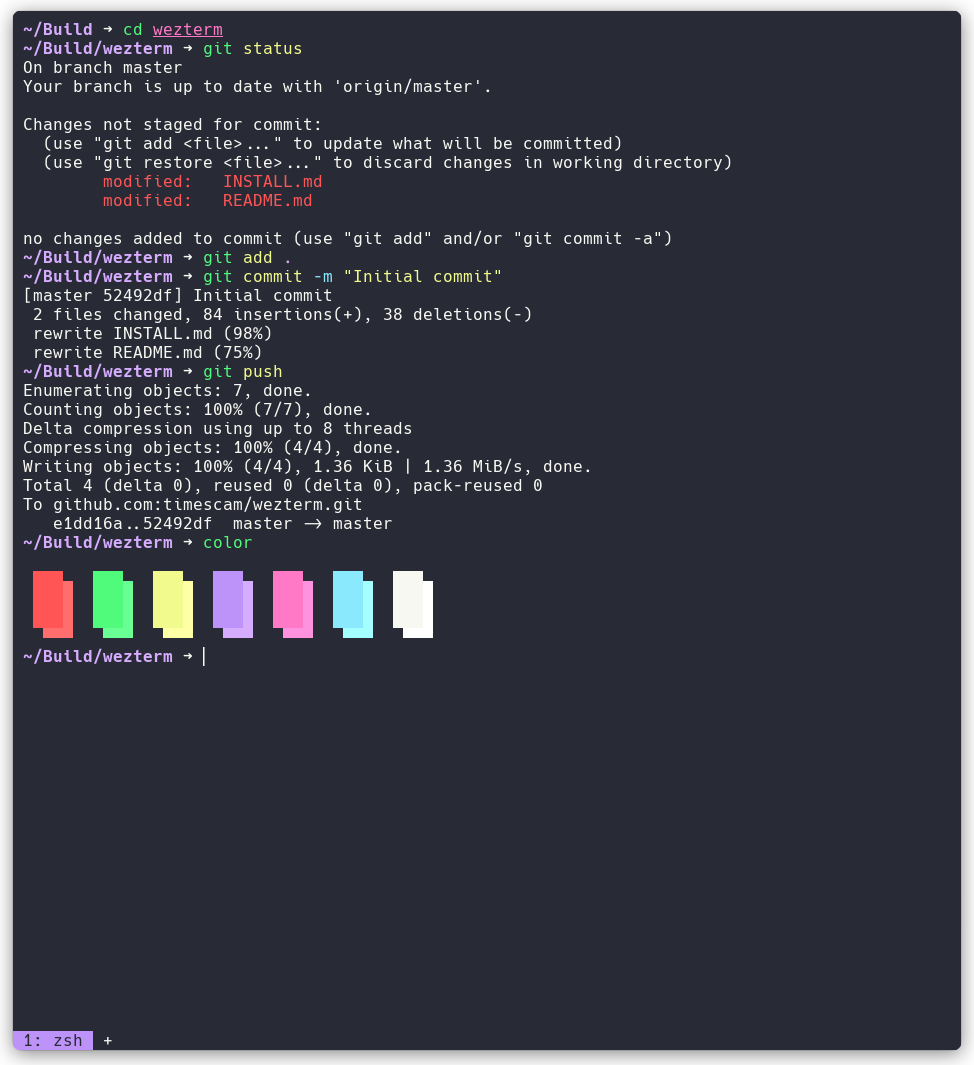 ~/Build ➜ cd wezterm
~/Build/wezterm ➜ git status
On branch master
Your branch is up to date with 'origin/master'.
Changes not staged for commit:
  (use "git add <file>..." to update what will be committed)
  (use "git restore <file>..." to discard changes in working directory)
        modified:   INSTALL.md
        modified:   README.md
no changes added to commit (use "git add" and/or "git commit -a")
~/Build/wezterm ➜ git add .
~/Build/wezterm ➜ git commit -m "Initial commit"
[master 52492df] Initial commit
 2 files changed, 84 insertions(+), 38 deletions(-)
 rewrite INSTALL.md (98%)
 rewrite README.md (75%)
~/Build/wezterm ➜ git push
Enumerating objects: 7, done.
Counting objects: 100% (7/7), done.
Delta compression using up to 8 threads
Compressing objects: 100% (4/4), done.
Writing objects: 100% (4/4), 1.36 KiB | 1.36 MiB/s, done.
Total 4 (delta 0), reused 0 (delta 0), pack-reused 0
To github.com:timescam/wezterm.git
   e1dd16a..52492df  master -> master
~/Build/wezterm ➜ color
~/Build/wezterm ➜
1: zsh +